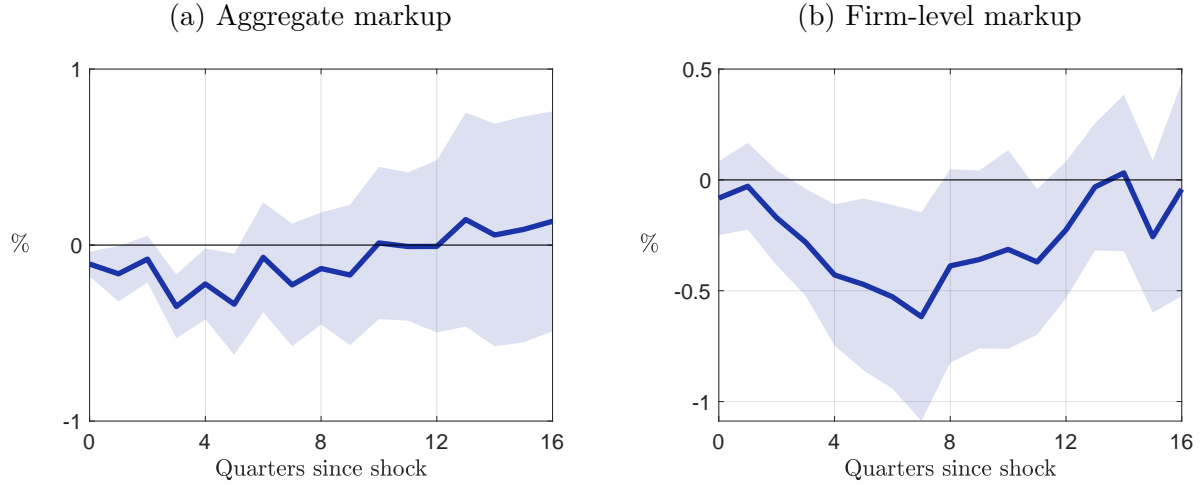 (a) Aggregate markup
1
0
-1
%
0 4 8 12 16
Quarters since shock
(b) Firm-level markup
0.5
0
-0.5
-1
%
0 4 8 12 16
Quarters since shock